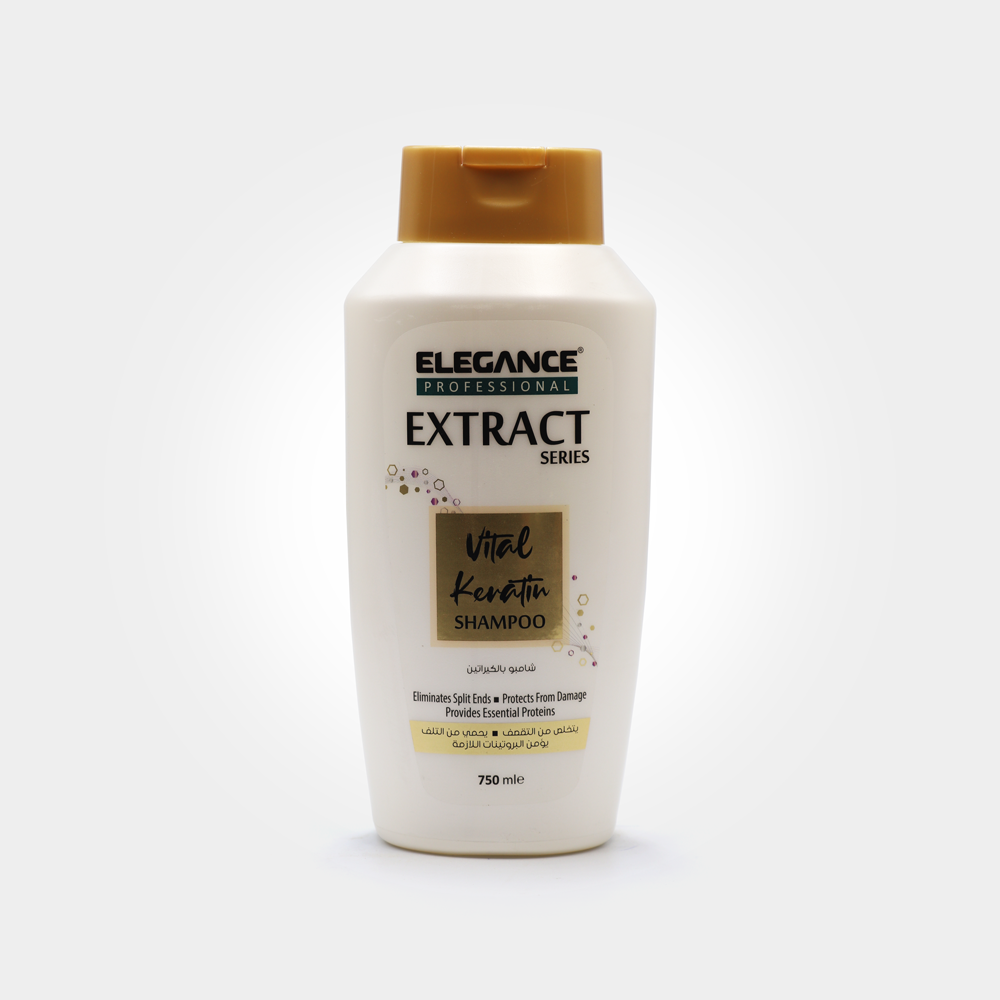 ELEGANCE®
PROFESSIONAL
EXTRACT
SERIES
Vital
Keratin
SHAMPOO
شامبو بالكيراتين
Eliminates Split Ends ■ Protects From Damage
Provides Essential Proteins
يتخلص من التقصف ■ يحمي من التلف
يؤمن البروتينات اللازمة
750 ml℮